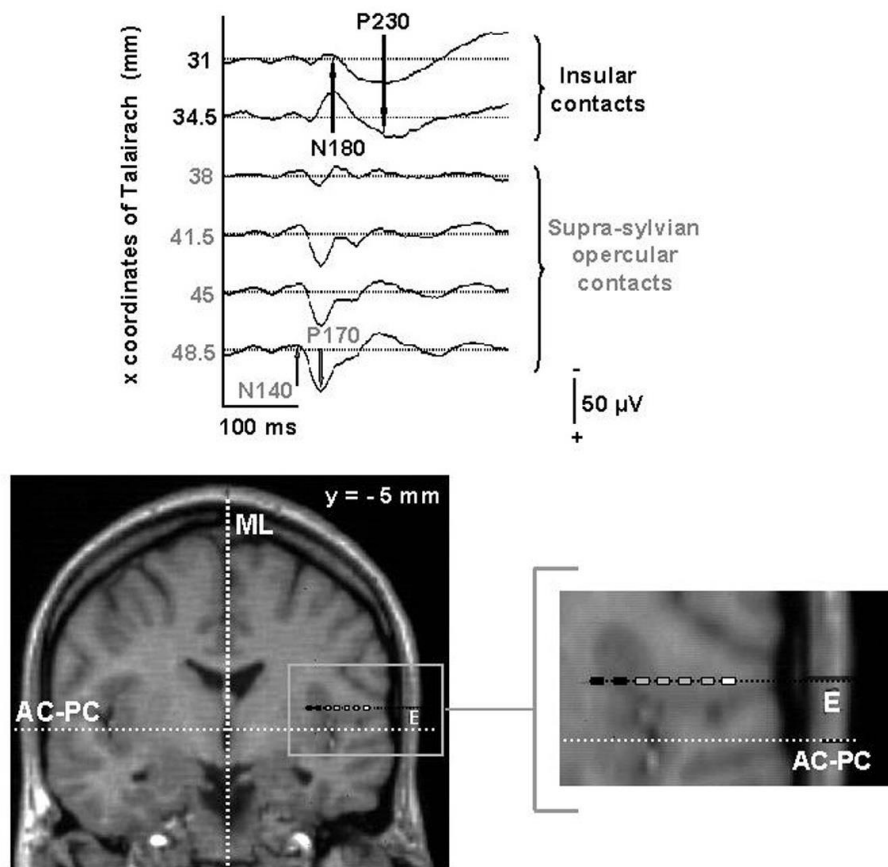 P230
x coordinates of Talairach (mm)
31
34.5
38
41.5
45
48.5
N180
P170
N140
100 ms
Insular
contacts
Supra-sylvian
opercular
contacts
-
50 µV
+
y = - 5 mm
ML
AC-PC
E
E
AC-PC